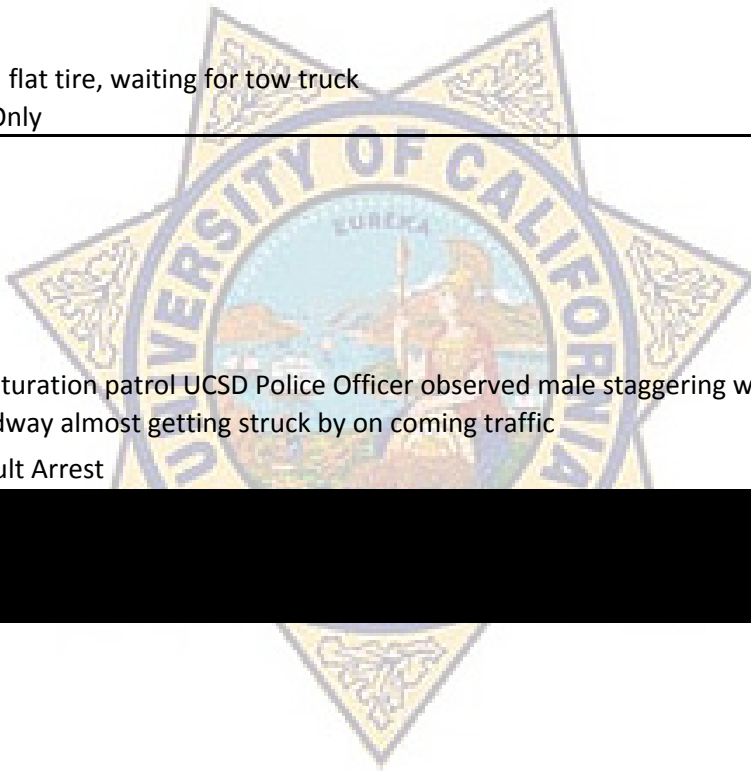 flat tire, waiting for tow truck
Only
UNIVERSITY OF CALIFORNIA
EUREKA
turation patrol UCSD Police Officer observed male staggering w
dway almost getting struck by on coming traffic
ult Arrest